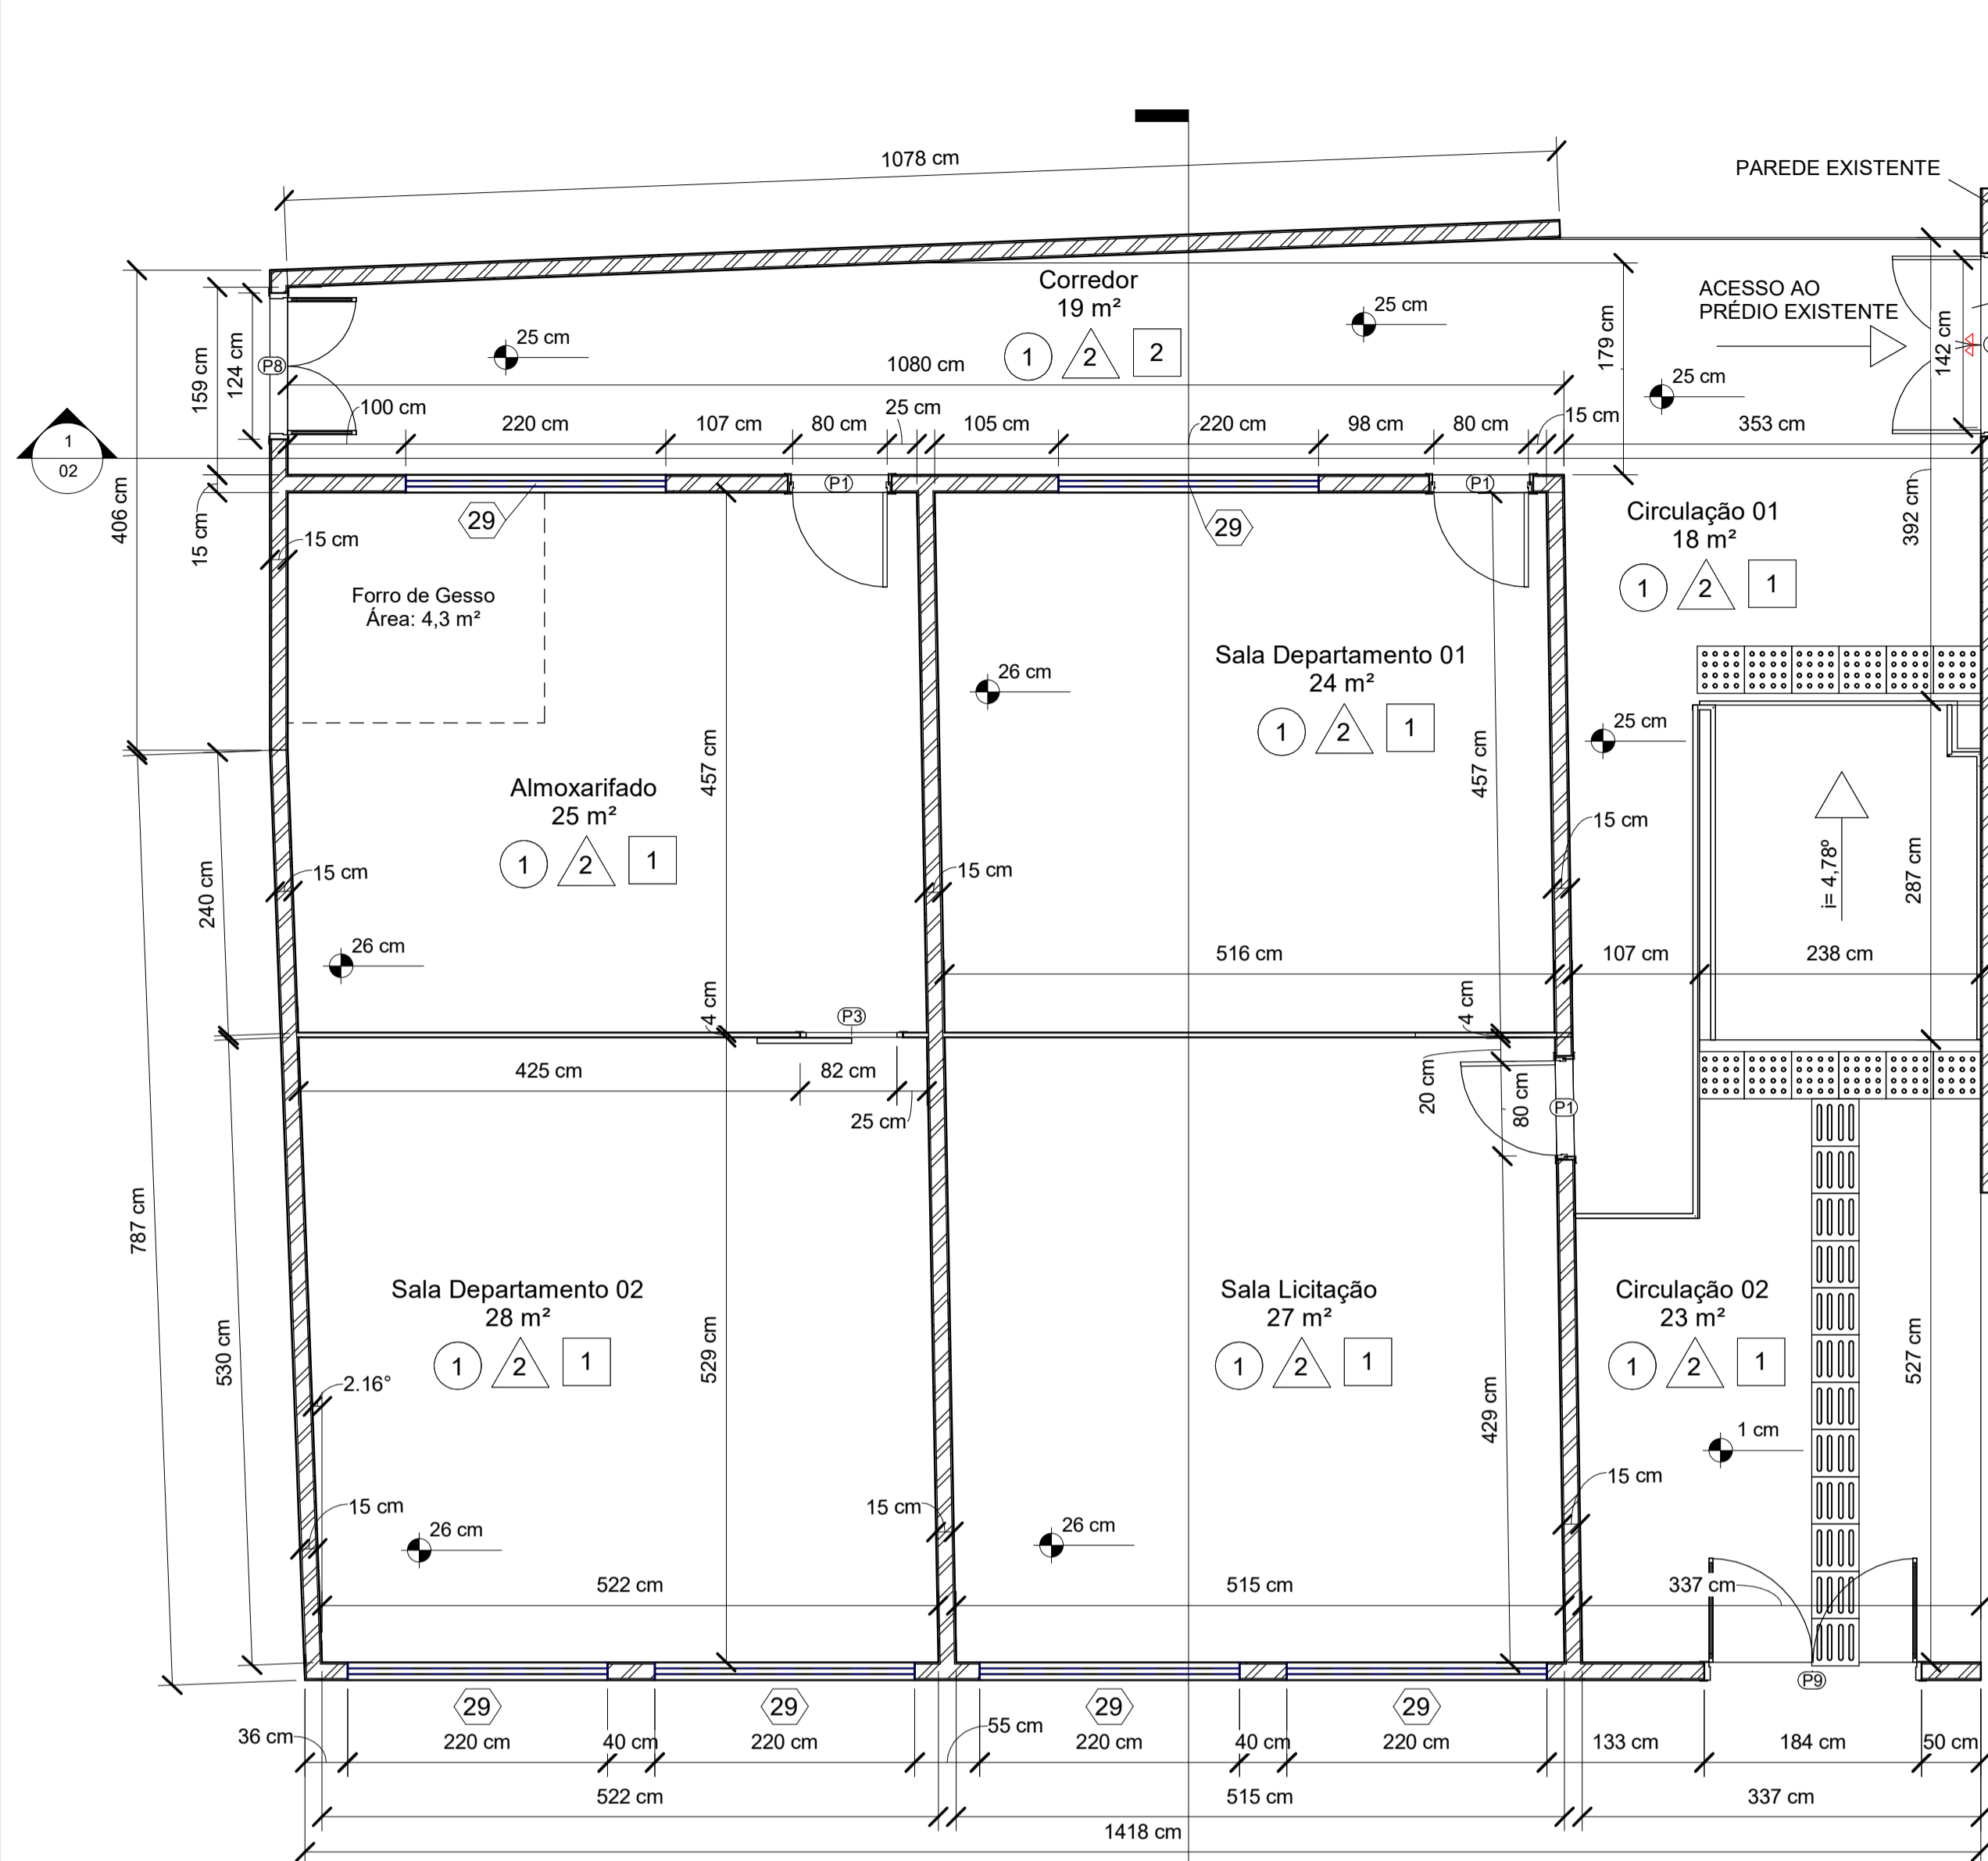 1078 cm
PAREDE EXISTENTE
Corredor
19 m²
1
2
2
25 cm
25 cm
ACESSO AO
PRÉDIO EXISTENTE
142 cm
179 cm
159 cm
124 cm
P8
1080 cm
25 cm
100 cm
220 cm
107 cm
80 cm
25 cm
105 cm
220 cm
98 cm
80 cm
15 cm
353 cm
1
02
406 cm
15 cm
P1
P1
29
29
15 cm
Circulação 01
18 m²
1
2
1
392 cm
Forro de Gesso
Área: 4,3 m²
Sala Departamento 01
24 m²
1
2
1
26 cm
25 cm
457 cm
457 cm
Almoxarifado
25 m²
1
2
1
15 cm
15 cm
15 cm
i= 4,78º
287 cm
240 cm
26 cm
516 cm
107 cm
238 cm
4 cm
P3
4 cm
425 cm
82 cm
25 cm
20 cm
80 cm
P1
787 cm
530 cm
Sala Departamento 02
28 m²
1
2
1
529 cm
Sala Licitação
27 m²
1
2
1
429 cm
Circulação 02
23 m²
1
2
1
527 cm
2.16°
1 cm
15 cm
15 cm
15 cm
26 cm
26 cm
522 cm
515 cm
337 cm
P9
29
29
29
29
36 cm
220 cm
40 cm
220 cm
55 cm
220 cm
40 cm
220 cm
133 cm
184 cm
50 cm
522 cm
515 cm
337 cm
1418 cm